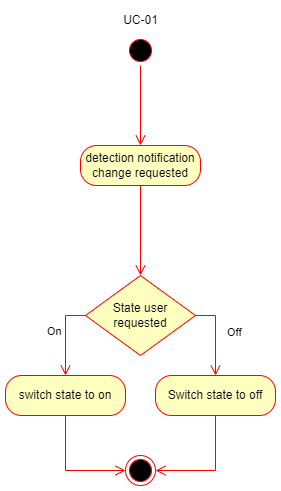 UC-01
detection notification
change requested
State user
requested
On
Off
switch state to on
Switch state to off